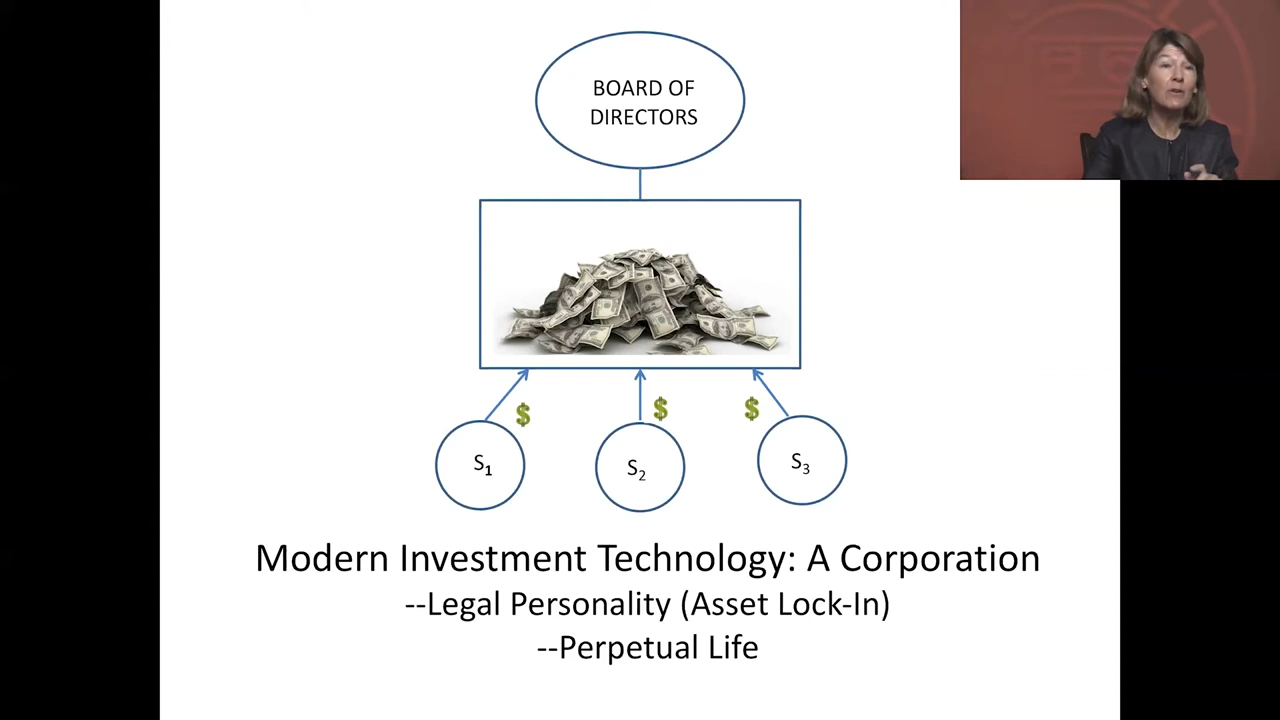 BOARD OF
DIRECTORS
$
$
$
S₁
S₂
S₃
Modern Investment Technology: A Corporation
--Legal Personality (Asset Lock-In)
--Perpetual Life